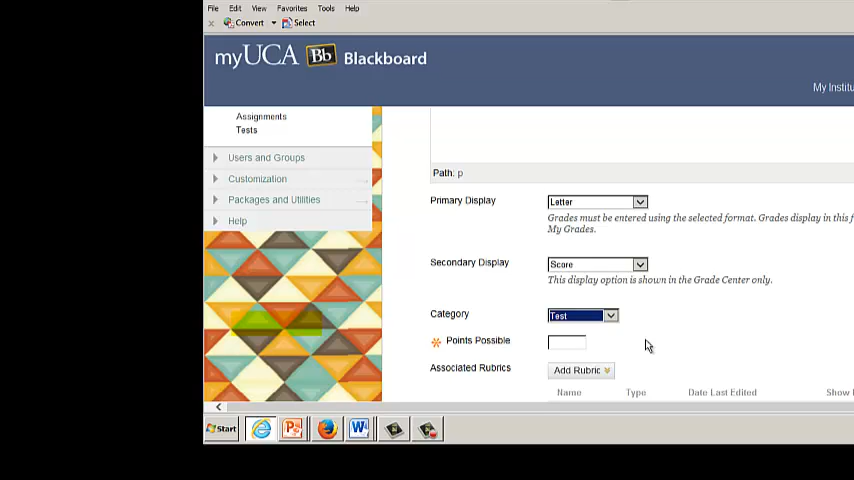 File Edit View Favorites Tools Help
Convert Select
myUCA Bb Blackboard
My Institu
Assignments
Tests
Path: p
Users and Groups
Customization
Packages and Utilities
Help
Primary Display Letter
Grades must be entered using the selected format. Grades display in this f
My Grades.
Secondary Display Score
This display option is shown in the Grade Center only.
Category Test
Points Possible
Associated Rubrics Add Rubric
Name Type Date Last Edited Show
Start